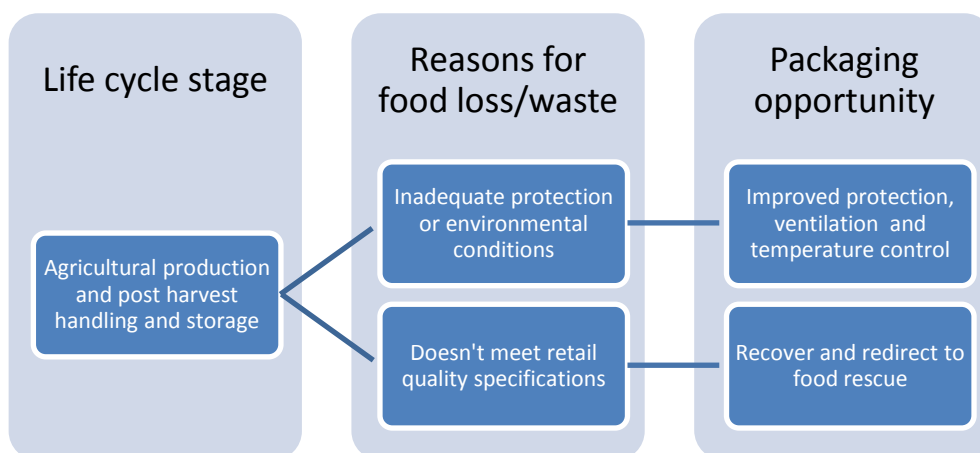 Life cycle stage
Reasons for
food loss/waste
Packaging
opportunity
Agricultural production
and post harvest
handling and storage
Inadequate protection
or environmental
conditions
Improved protection,
ventilation and
temperature control
Doesn't meet retail
quality specifications
Recover and redirect to
food rescue